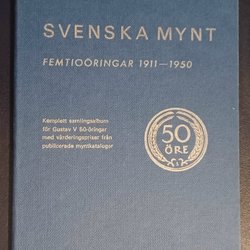 SVENSKA MYNT
FEMTIOÖRINGAR 1911—1950
Komplett samlingsalbum
för Gustav V 50-öringar
med värderingspriser från
publicerade myntkataloger
50
ÖRE